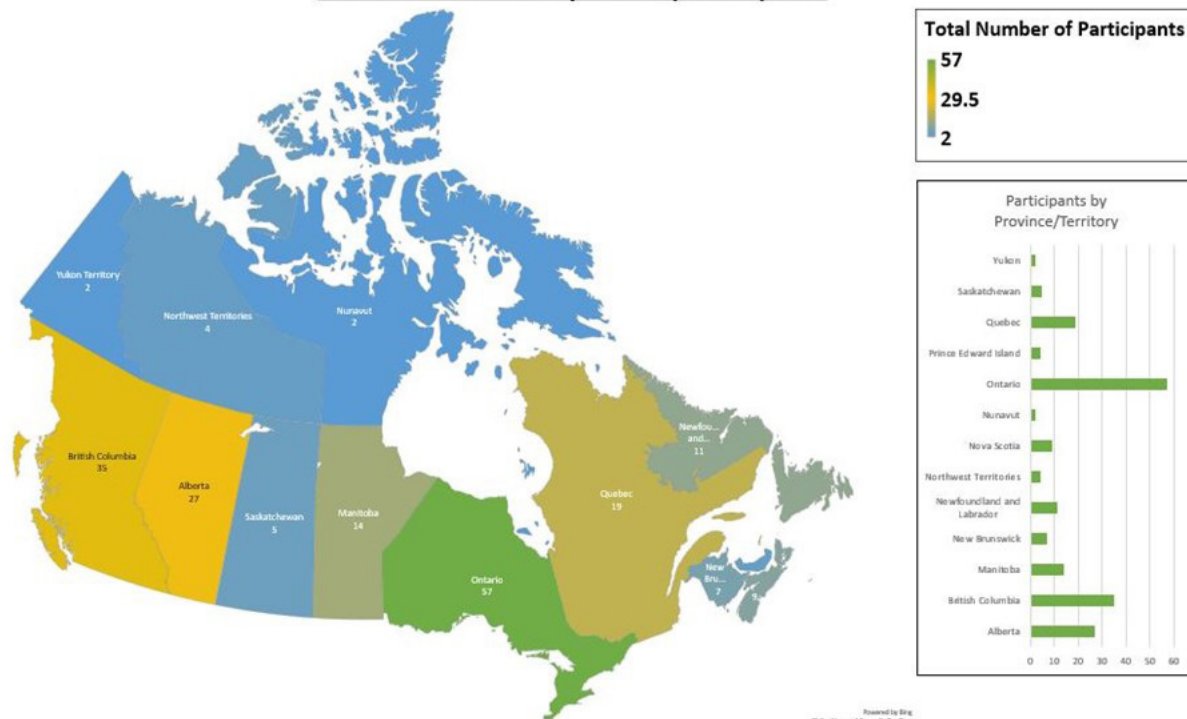 Total Number of Participants
57
29.5
2
Yukon Territory
2
Northwest Territories
4
Nunavut
2
British Columbia
35
Alberta
27
Saskatchewan
5
Manitoba
14
Ontario
57
Quebec
19
Newfou...
and...
11
New
Bru...
7
9
Participants by
Province/Territory
Yukon
Saskatchewan
Quebec
Prince Edward Island
Ontario
Nunavut
Nova Scotia
Northwest Territories
Newfoundland and
Labrador
New Brunswick
Manitoba
British Columbia
Alberta
0 10 20 30 40 50 60
Powered by Bing